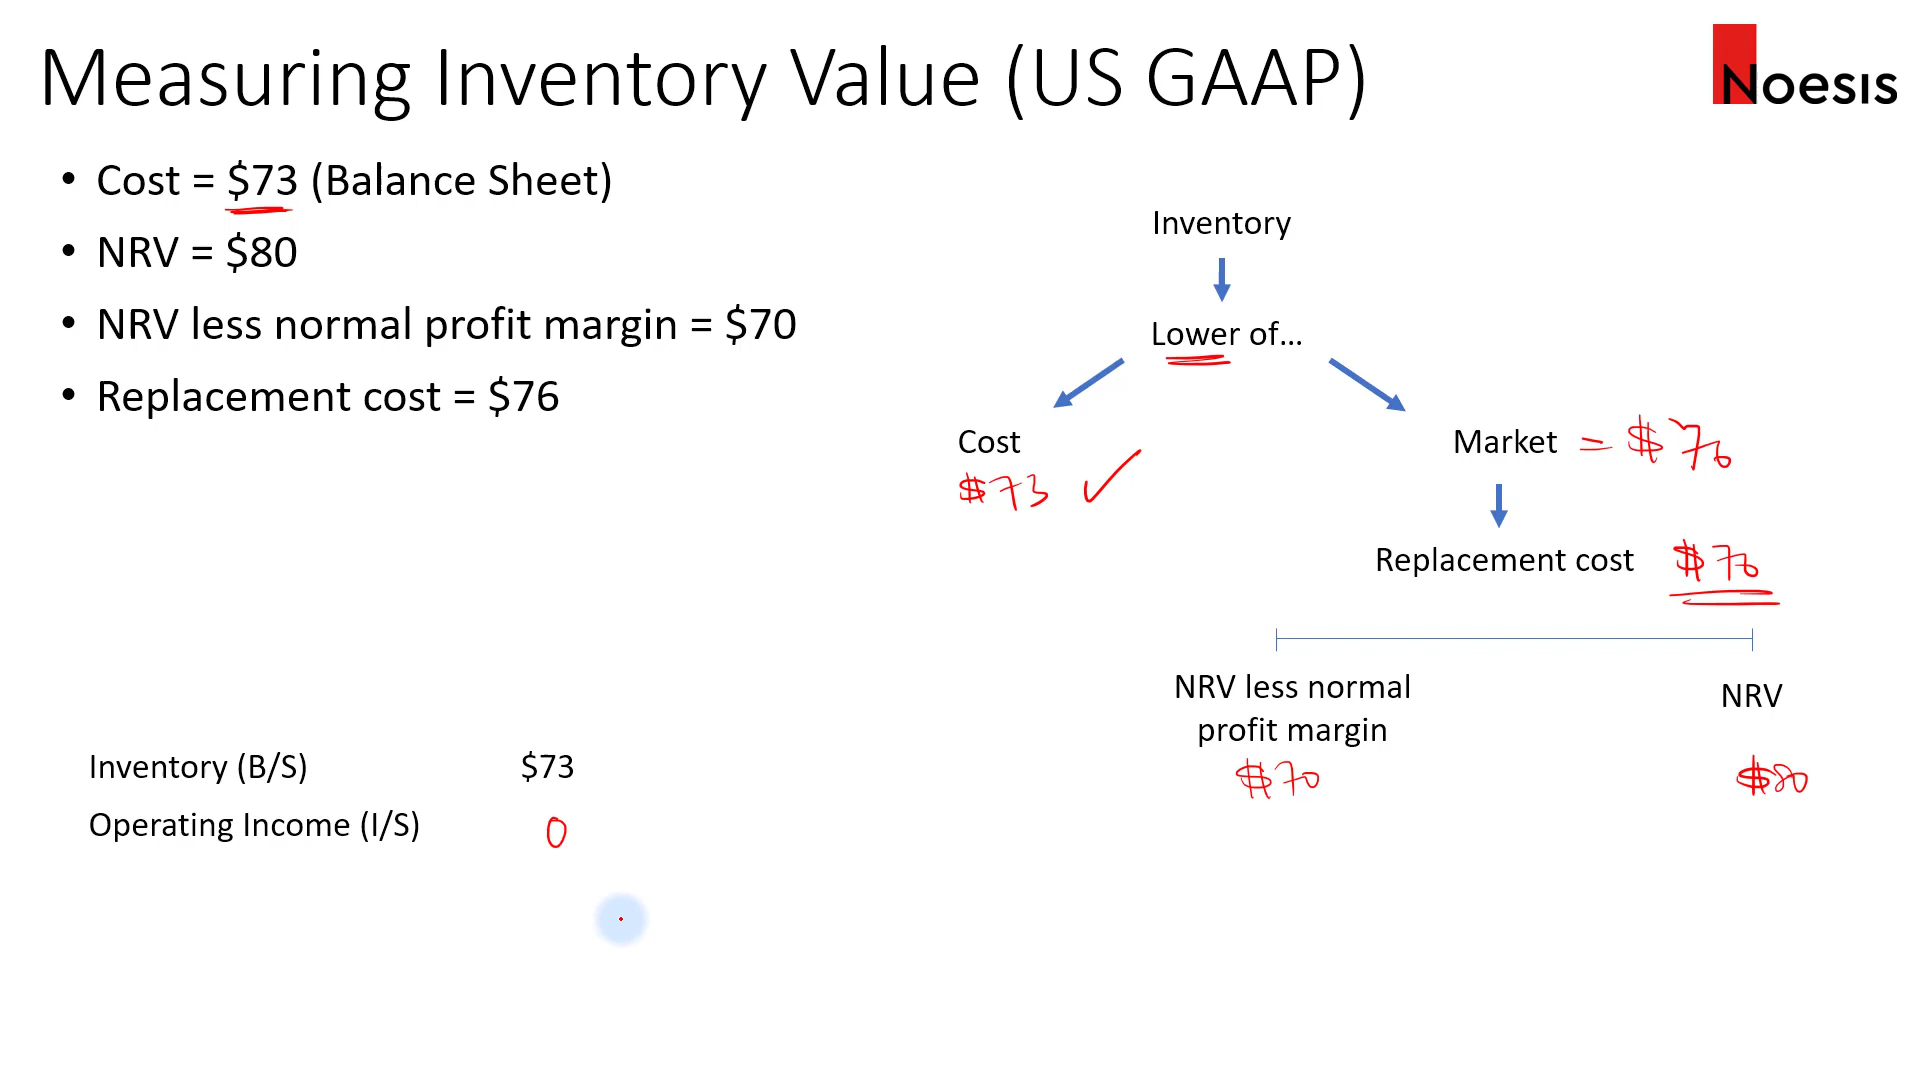 Measuring Inventory Value (US GAAP)
Noesis
• Cost = $73 (Balance Sheet)
• NRV = $80
• NRV less normal profit margin = $70
• Replacement cost = $76
Inventory
Lower of...
Cost
$73 ✓
Market = $76
Replacement cost $76
NRV less normal
profit margin
$70
NRV
$80
Inventory (B/S) $73
Operating Income (I/S) 0